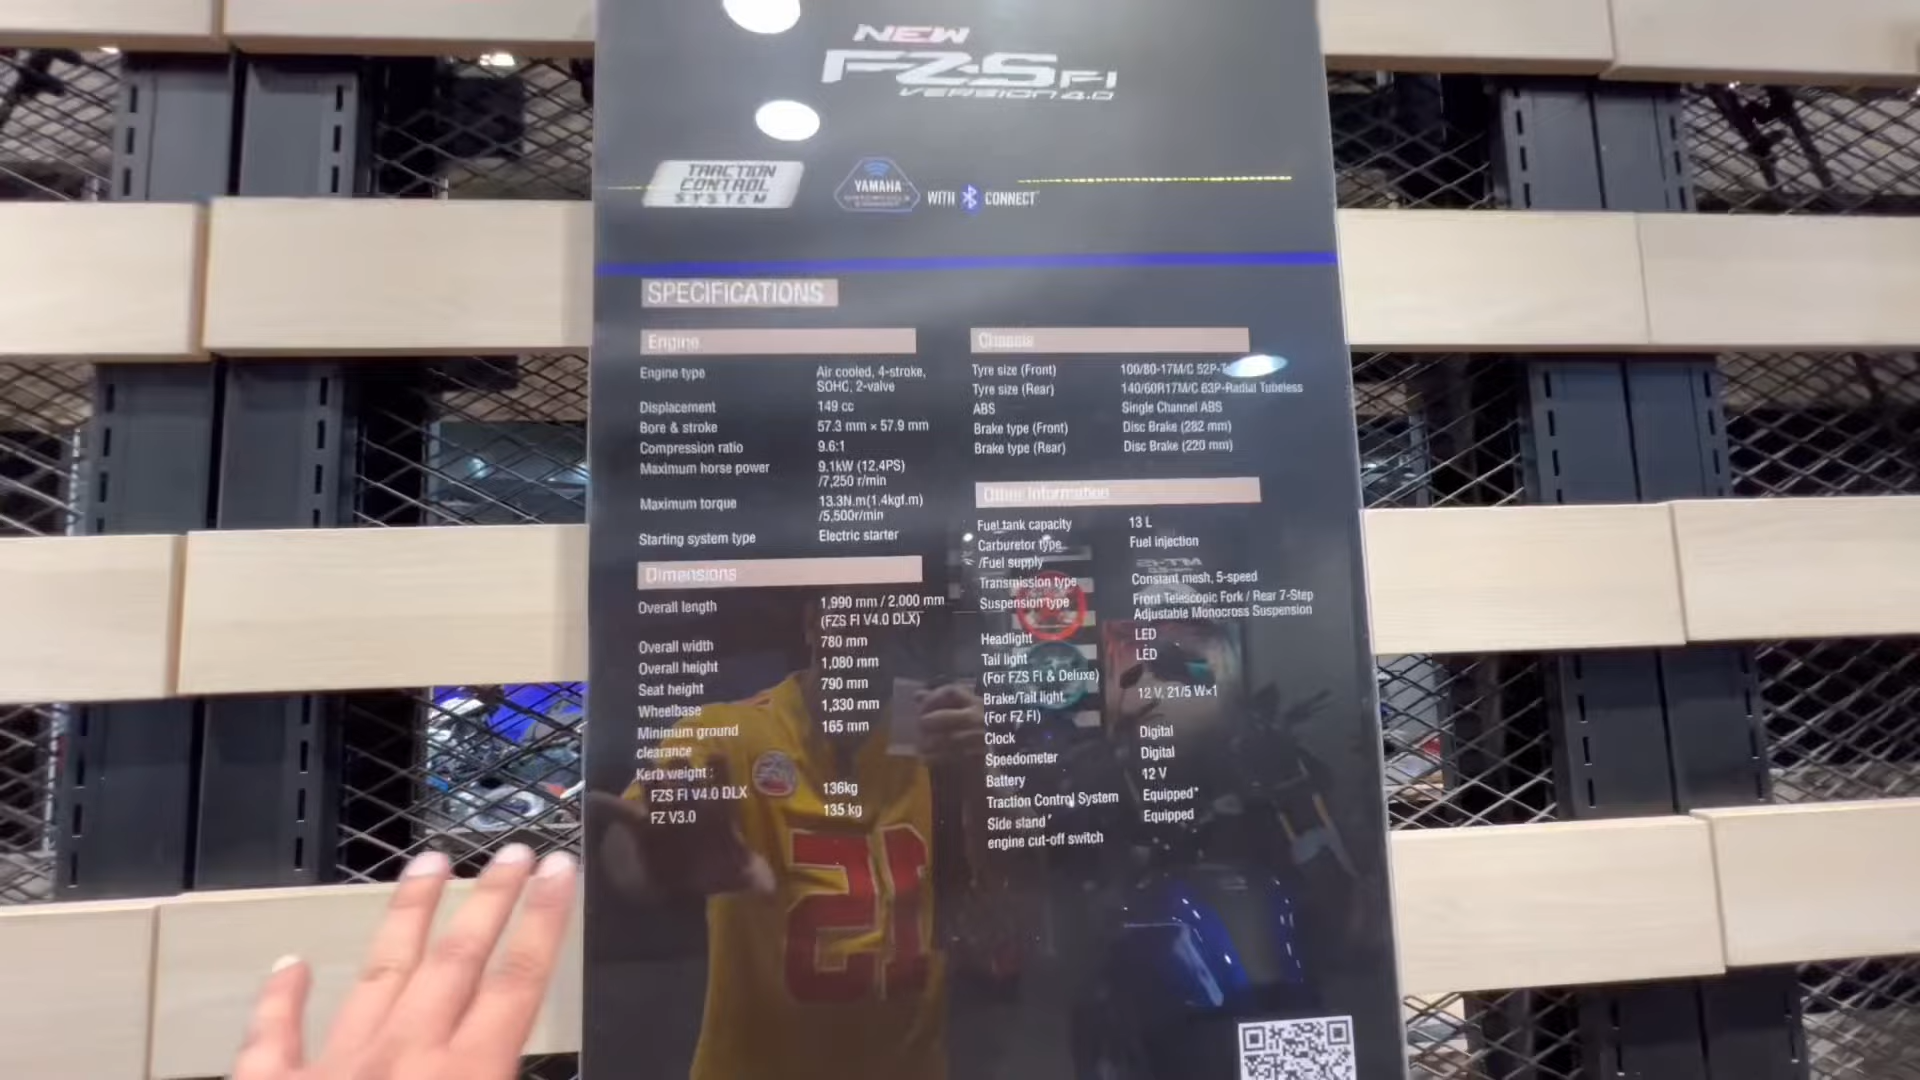 NEW
FZ-S FI
VERSION 4.0
TRACTION
CONTROL
SYSTEM
YAMAHA
WITH CONNECT
SPECIFICATIONS
Engine
Engine type Air cooled, 4-stroke,
SOHC, 2-valve
Displacement 149 cc
Bore & stroke 57.3 mm × 57.9 mm
Compression ratio 9.6:1
Maximum horse power 9.1kW (12.4PS)
/7,250 r/min
Maximum torque 13.3N.m(1.4kgf.m)
/5,500r/min
Starting system type Electric starter
Dimensions
Overall length 1,990 mm / 2,000 mm
(FZS FI V4.0 DLX)
Overall width 780 mm
Overall height 1,080 mm
Seat height 790 mm
Wheelbase 1,330 mm
Minimum ground 165 mm
clearance
Kerb weight :
FZS FI V4.0 DLX 136kg
FZ V3.0 135 kg
Chassis
Tyre size (Front) 100/80-17M/C 52P-
Tyre size (Rear) 140/60R17M/C 63P-Radial Tubeless
ABS Single Channel ABS
Brake type (Front) Disc Brake (282 mm)
Brake type (Rear) Disc Brake (220 mm)
Other Information
Fuel tank capacity 13 L
Carburetor type Fuel injection
/Fuel supply
Transmission type Constant mesh, 5-speed
Suspension type Front Telescopic Fork / Rear 7-Step
Adjustable Monocross Suspension
Headlight LED
Tail light LED
(For FZS FI & Deluxe)
Brake/Tail light 12 V, 21/5 W×1
(For FZ FI)
Clock Digital
Speedometer Digital
Battery 12 V
Traction Control System Equipped*
Side stand Equipped
engine cut-off switch